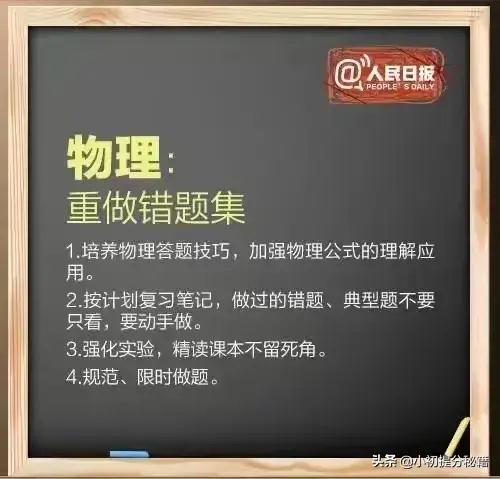 @人民日报
PEOPLE'S DAILY
物理：
重做错题集
1.培养物理答题技巧，加强物理公式的理解应
用。
2.按计划复习笔记，做过的错题、典型题不要
只看，要动手做。
3.强化实验，精读课本不留死角。
4.规范、限时做题。
头条 @小初提分秘籍